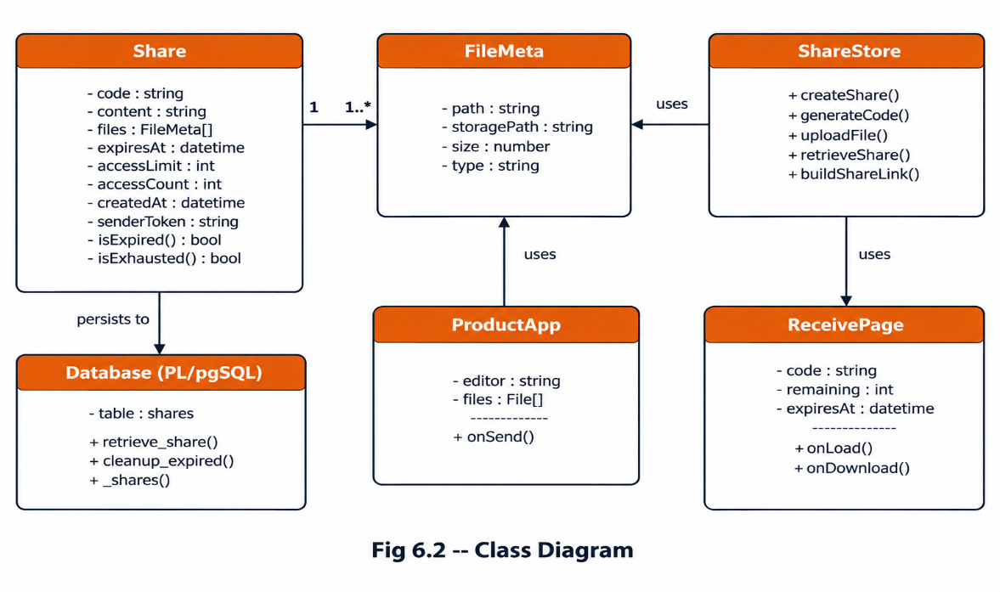 Share
- code : string
- content : string
- files : FileMeta[]
- expiresAt : datetime
- accessLimit : int
- accessCount : int
- createdAt : datetime
- senderToken : string
- isExpired() : bool
- isExhausted() : bool
1 1..*
FileMeta
- path : string
- storagePath : string
- size : number
- type : string
uses
ShareStore
+ createShare()
+ generateCode()
+ uploadFile()
+ retrieveShare()
+ buildShareLink()
persists to
uses
uses
Database (PL/pgSQL)
- table : shares
+ retrieve_share()
+ cleanup_expired()
+ _shares()
ProductApp
- editor : string
- files : File[]
-------------
+ onSend()
ReceivePage
- code : string
- remaining : int
- expiresAt : datetime
--------------
+ onLoad()
+ onDownload()
Fig 6.2 -- Class Diagram